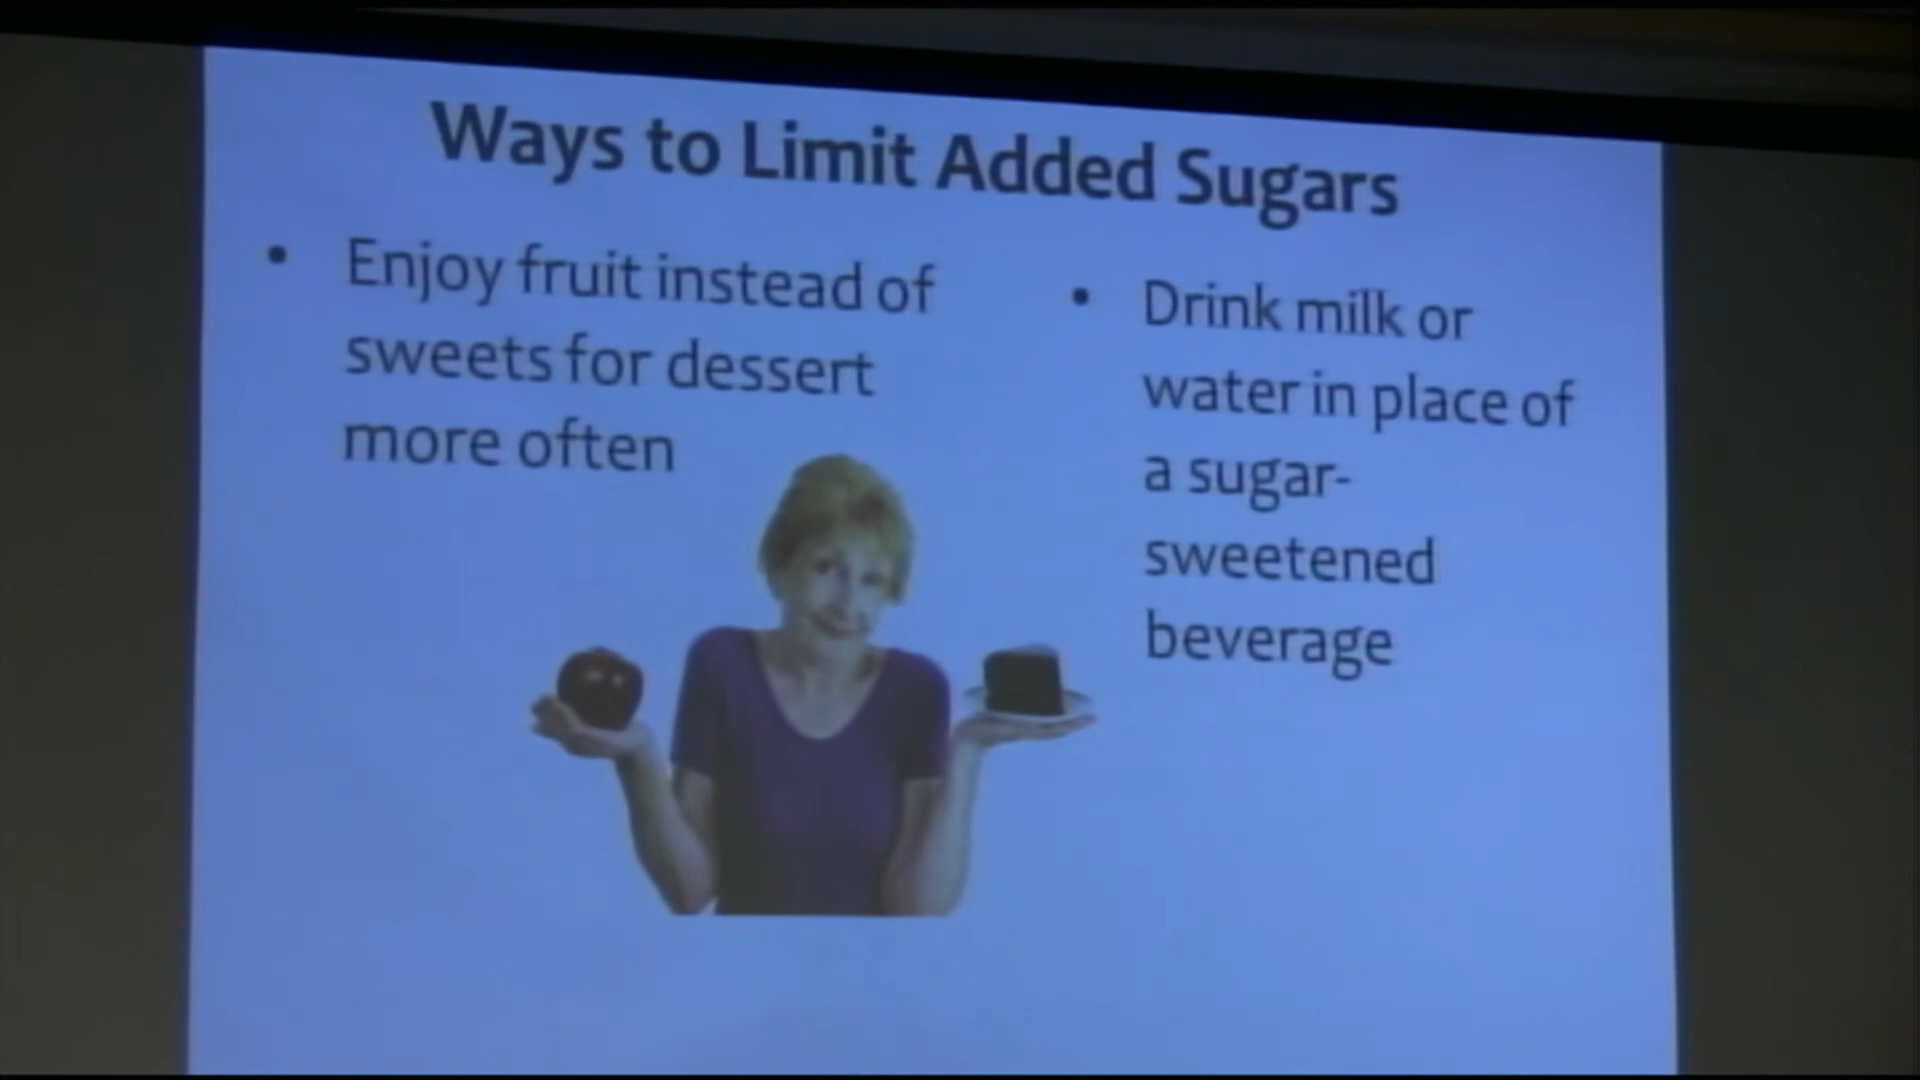 Ways to Limit Added Sugars
• Enjoy fruit instead of
sweets for dessert
more often
• Drink milk or
water in place of
a sugar-
sweetened
beverage